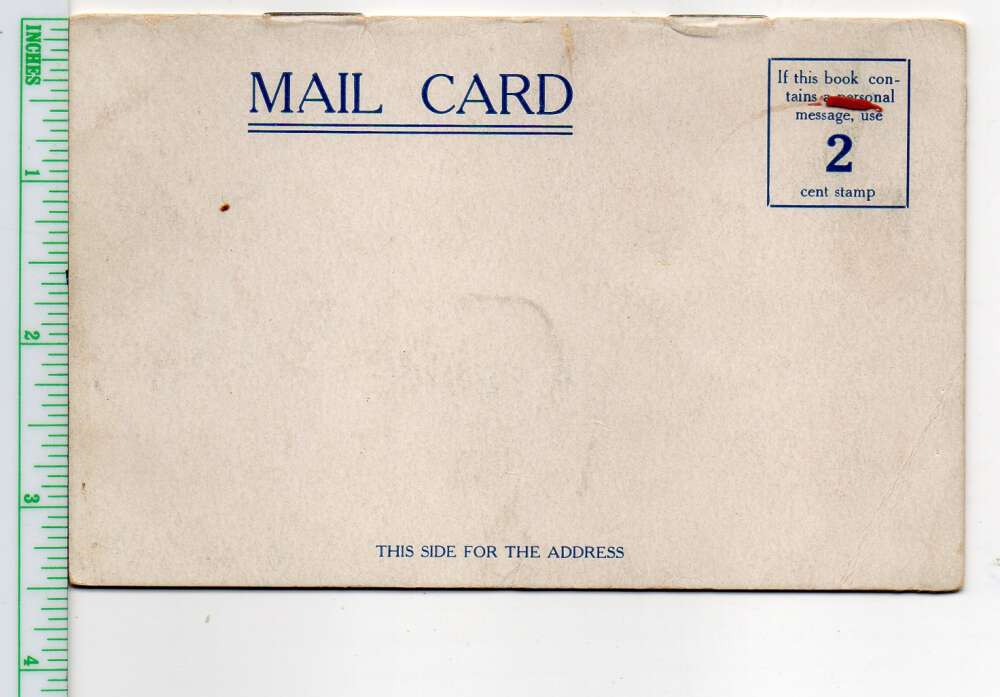 INCHES
1
2
3
4
MAIL CARD
If this book con-
tains a personal
message, use
2
cent stamp
THIS SIDE FOR THE ADDRESS